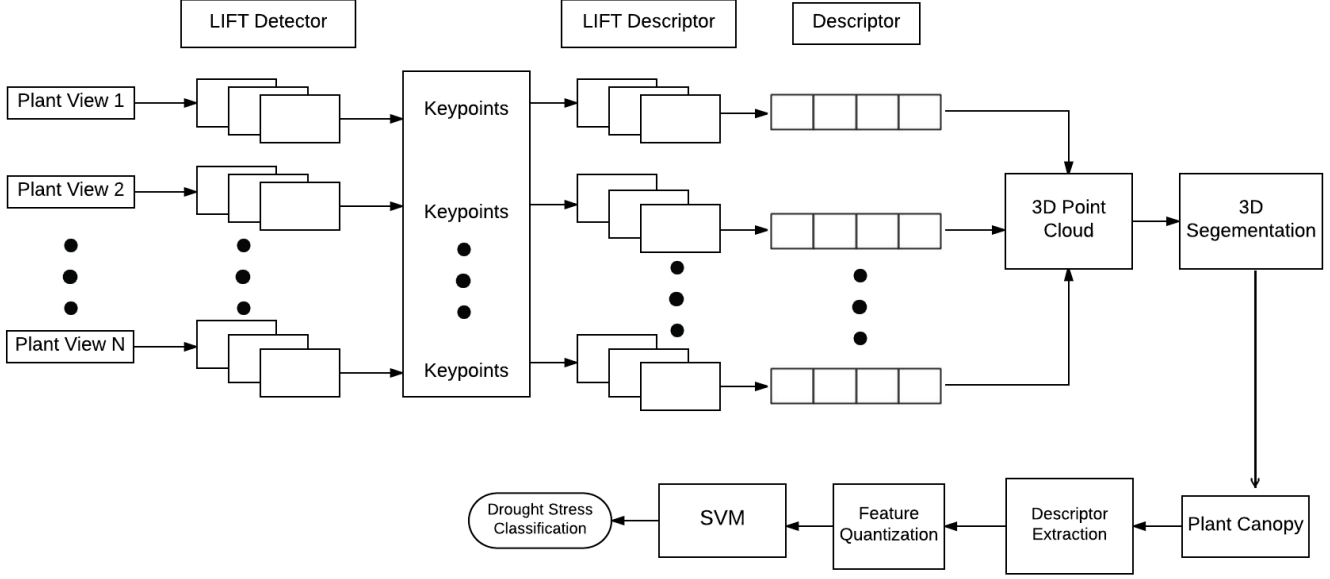 LIFT Detector
LIFT Descriptor
Descriptor
Plant View 1
Keypoints
Plant View 2
Keypoints
3D Point
Cloud
3D
Segementation
Plant View N
Keypoints
Drought Stress
Classification
SVM
Feature
Quantization
Descriptor
Extraction
Plant Canopy